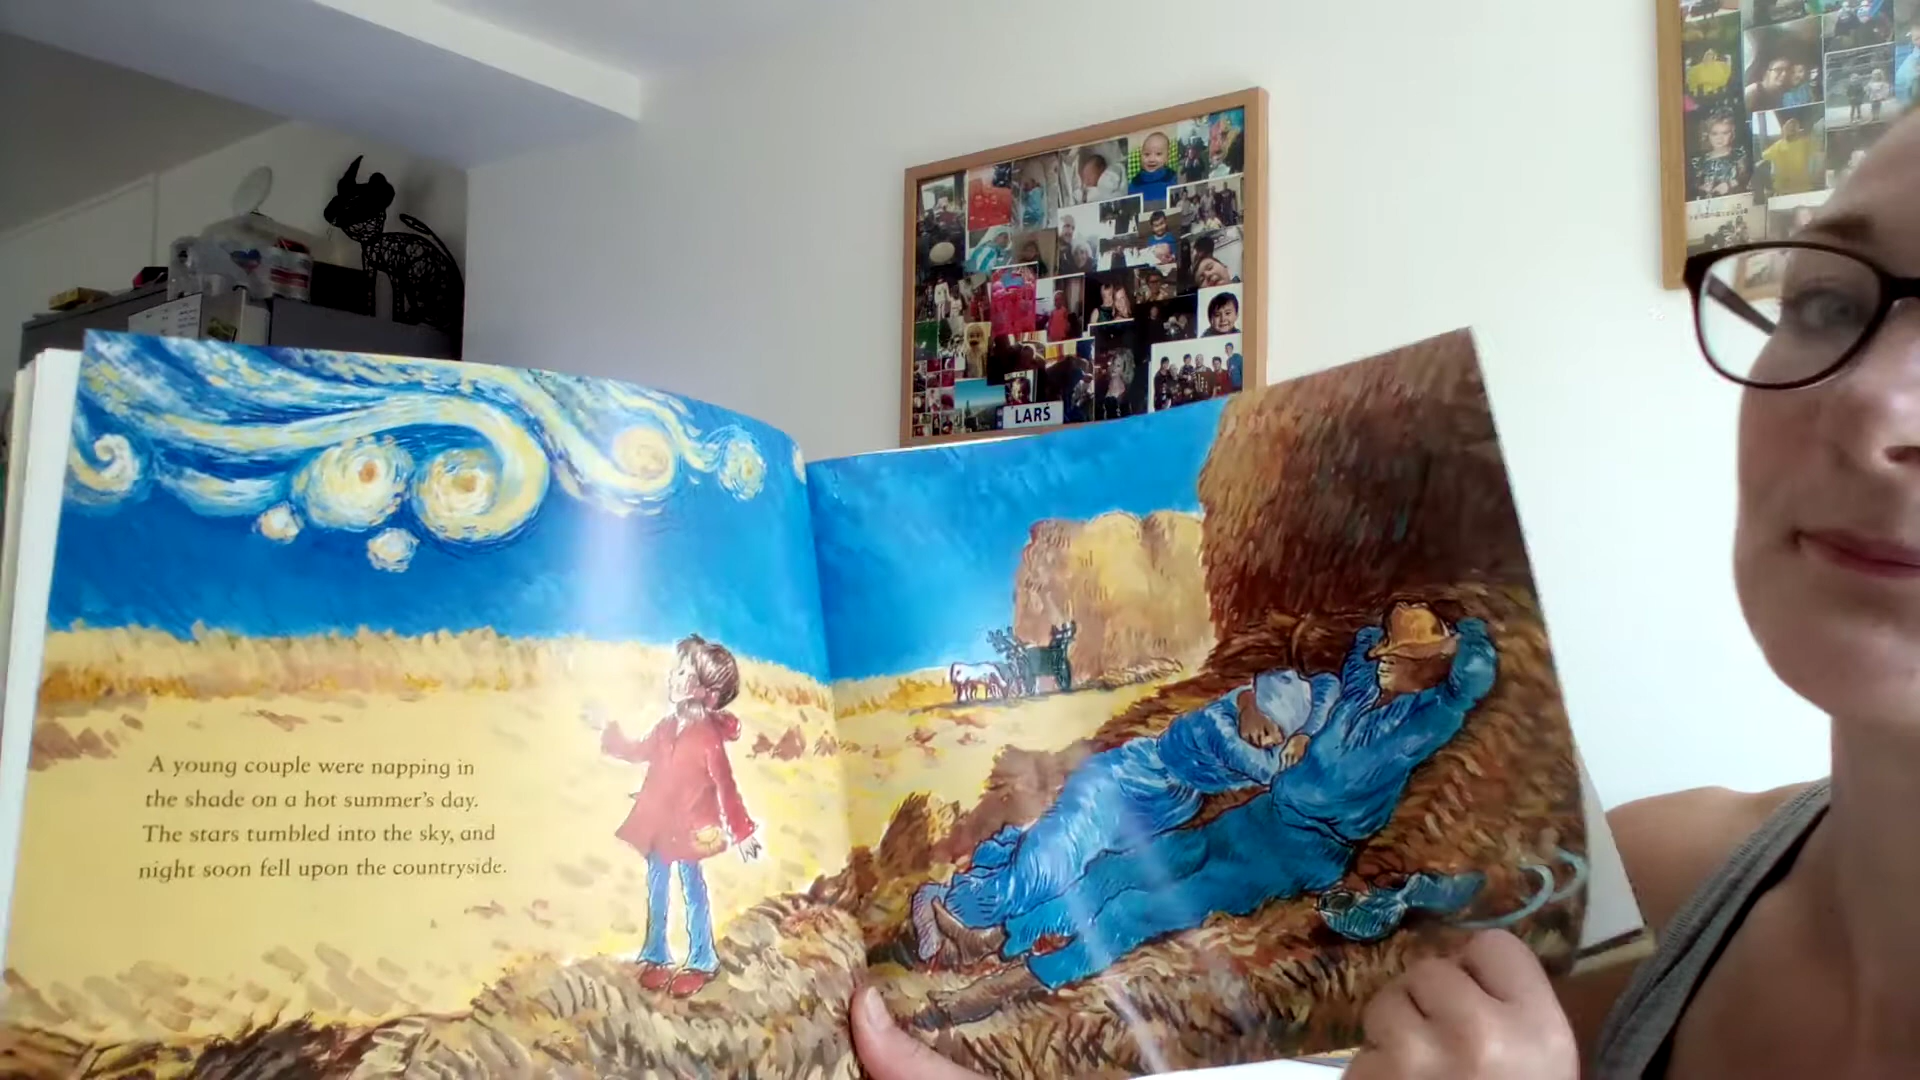 LARS
A young couple were napping in
the shade on a hot summer's day.
The stars tumbled into the sky, and
night soon fell upon the countryside.